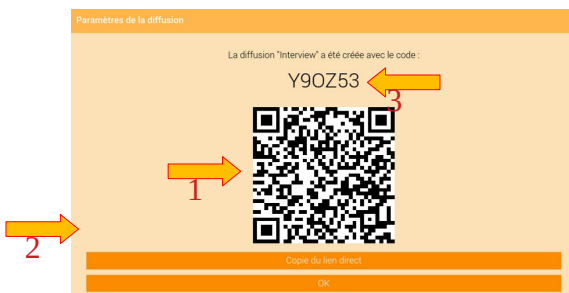 Paramètres de la diffusion
La diffusion "Interview" a été créée avec le code :
Y9OZ53
3
1
2
Copie du lien direct
OK